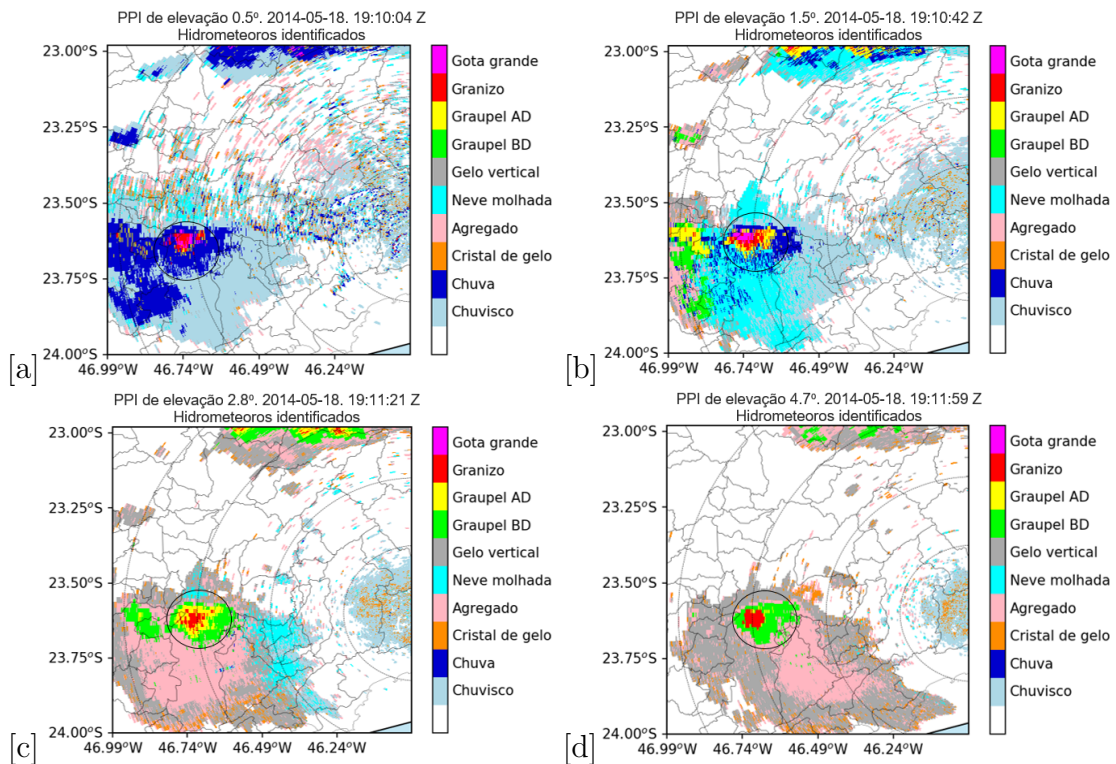 PPI de elevação 0.5º. 2014-05-18. 19:10:04 Z
Hidrometeoros identificados
23.00°S
23.25°S
23.50°S
23.75°S
24.00°S
46.999°W
46.74°W
46.49°W
46.24°W
Gota grande
Granizo
Graupel AD
Graupel BD
Gelo vertical
Neve molhada
Agregado
Cristal de gelo
Chuva
Chuvisco
[a]
PPI de elevação 1.5º. 2014-05-18. 19:10:42 Z
Hidrometeoros identificados
23.00°S
23.25°S
23.50°S
23.75°S
24.00°S
46.999°W
46.74°W
46.49°W
46.24°W
Gota grande
Granizo
Graupel AD
Graupel BD
Gelo vertical
Neve molhada
Agregado
Cristal de gelo
Chuva
Chuvisco
[b]
PPI de elevação 2.8º. 2014-05-18. 19:11:21 Z
Hidrometeoros identificados
23.00°S
23.25°S
23.50°S
23.75°S
24.00°S
46.999°W
46.74°W
46.49°W
46.24°W
Gota grande
Granizo
Graupel AD
Graupel BD
Gelo vertical
Neve molhada
Agregado
Cristal de gelo
Chuva
Chuvisco
[c]
PPI de elevação 4.7º. 2014-05-18. 19:11:59 Z
Hidrometeoros identificados
23.00°S
23.25°S
23.50°S
23.75°S
24.00°S
46.999°W
46.74°W
46.49°W
46.24°W
Gota grande
Granizo
Graupel AD
Graupel BD
Gelo vertical
Neve molhada
Agregado
Cristal de gelo
Chuva
Chuvisco
[d]